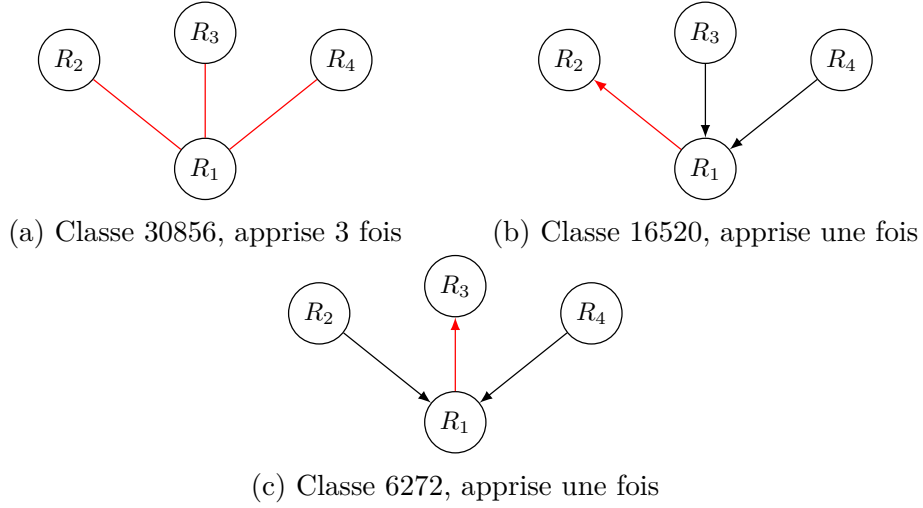 R3 R3
R2 R4 R2 R4
R1 R1
(a) Classe 30856, apprise 3 fois (b) Classe 16520, apprise une fois
R3
R2 R4
R1
(c) Classe 6272, apprise une fois